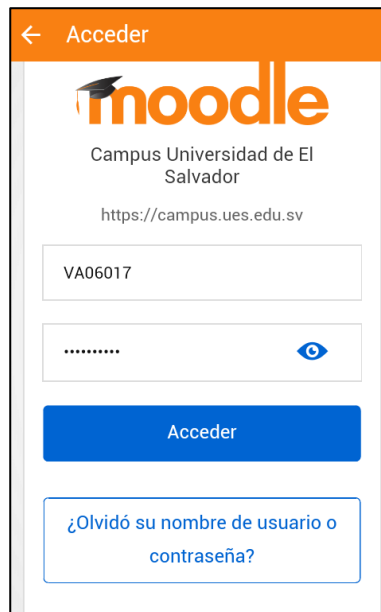 Acceder
moodle
Campus Universidad de El
Salvador
https://campus.ues.edu.sv
VA06017
••••••••••
Acceder
¿Olvidó su nombre de usuario o
contraseña?